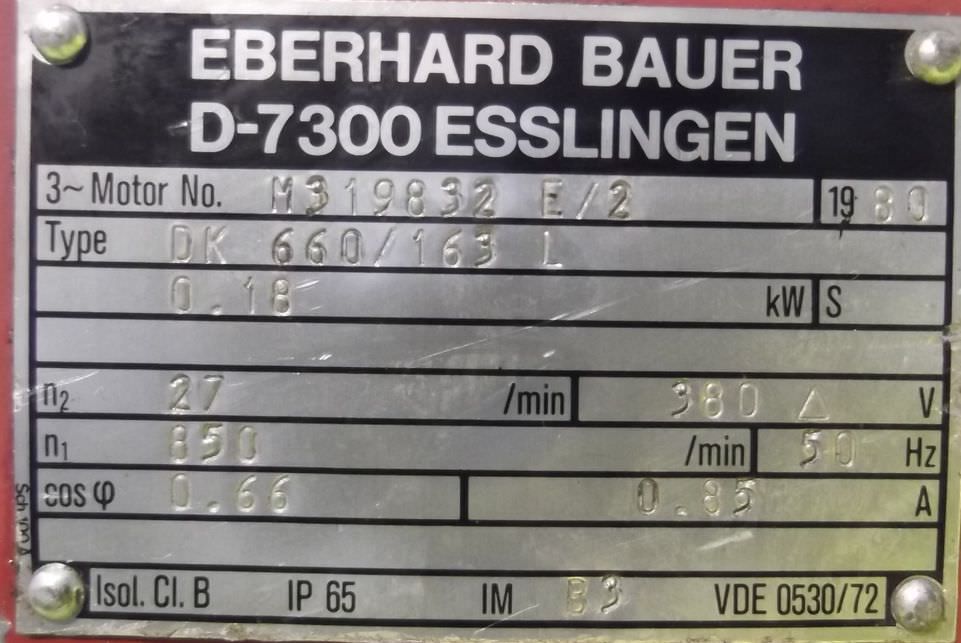 EBERHARD BAUER
D-7300 ESSLINGEN
3~ Motor No. M319832 E/2 1980
Type DK 660/163 L
0.18 kW S
n₂ 27 /min 380 △ V
n₁ 850 /min 50 Hz
cos φ 0.66 0.85 A
Isol. Cl. B IP 65 IM B3 VDE 0530/72